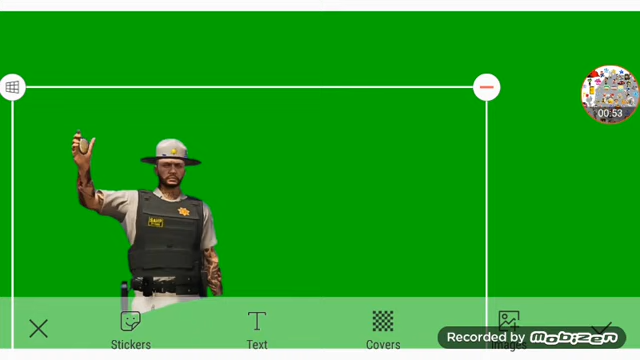 00:53
Stickers
Text
Covers
Images
Recorded by mobizen